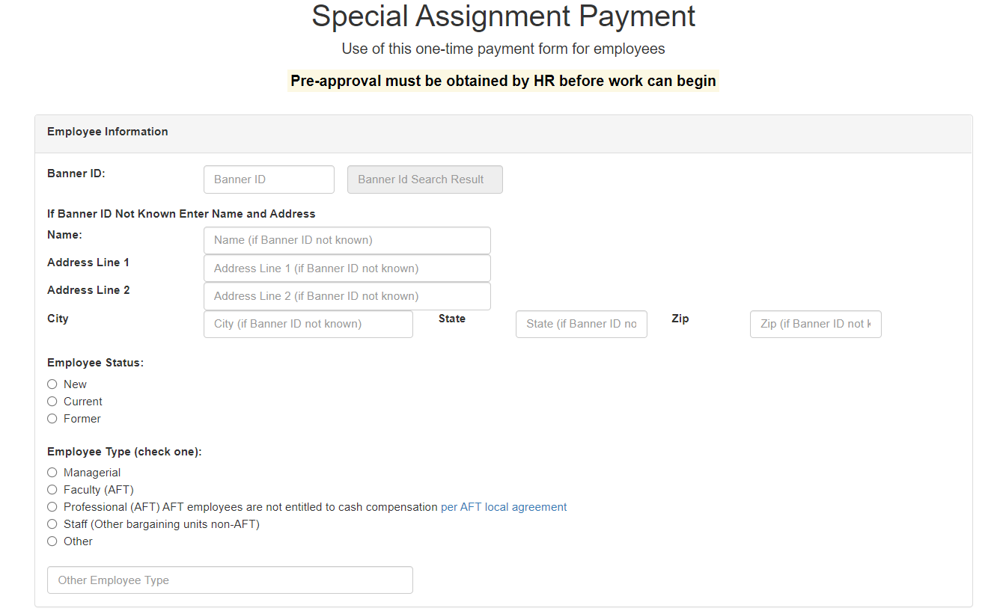 Special Assignment Payment
Use of this one-time payment form for employees
Pre-approval must be obtained by HR before work can begin
Employee Information
Banner ID: Banner ID Banner Id Search Result
If Banner ID Not Known Enter Name and Address
Name: Name (if Banner ID not known)
Address Line 1 Address Line 1 (if Banner ID not known)
Address Line 2 Address Line 2 (if Banner ID not known)
City City (if Banner ID not known) State State (if Banner ID no Zip Zip (if Banner ID not
Employee Status:
New
Current
Former
Employee Type (check one):
Managerial
Faculty (AFT)
Professional (AFT) AFT employees are not entitled to cash compensation per AFT local agreement
Staff (Other bargaining units non-AFT)
Other
Other Employee Type